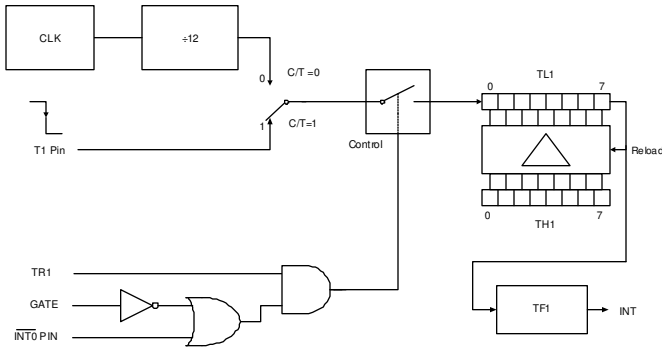 CLK
÷12
0
C/T =0
1
C/T=1
T1 Pin
Control
TL1
0 7
Reload
0 7
TH1
TR1
GATE
INT0 PIN
TF1
INT